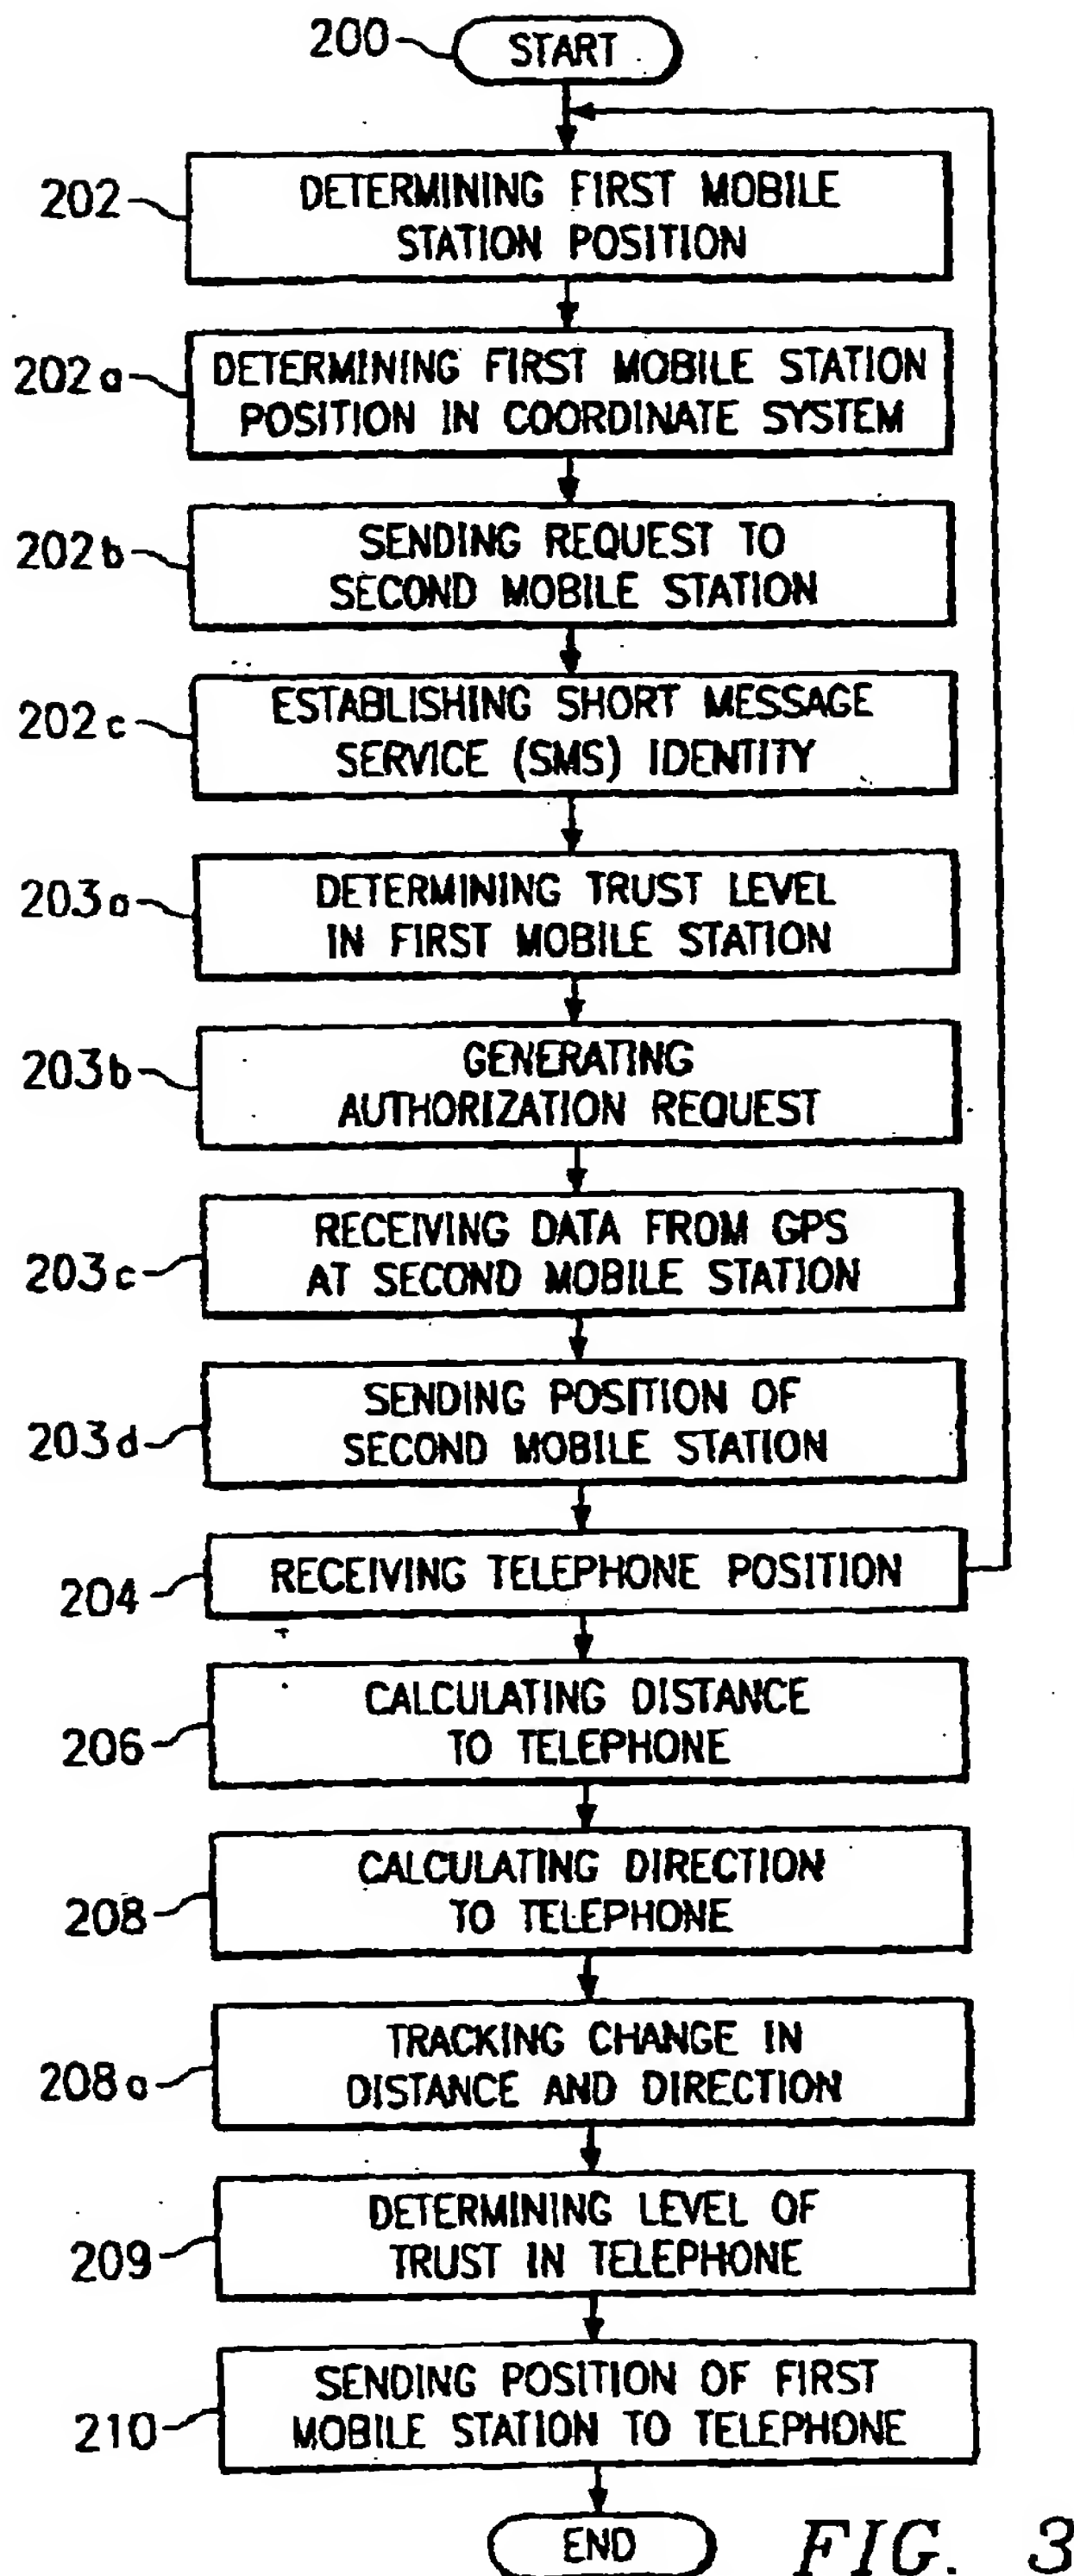 200 START
202 DETERMINING FIRST MOBILE
STATION POSITION
202a DETERMINING FIRST MOBILE STATION
POSITION IN COORDINATE SYSTEM
202b SENDING REQUEST TO
SECOND MOBILE STATION
202c ESTABLISHING SHORT MESSAGE
SERVICE (SMS) IDENTITY
203a DETERMINING TRUST LEVEL
IN FIRST MOBILE STATION
203b GENERATING
AUTHORIZATION REQUEST
203c RECEIVING DATA FROM GPS
AT SECOND MOBILE STATION
203d SENDING POSITION OF
SECOND MOBILE STATION
204 RECEIVING TELEPHONE POSITION
206 CALCULATING DISTANCE
TO TELEPHONE
208 CALCULATING DIRECTION
TO TELEPHONE
208a TRACKING CHANGE IN
DISTANCE AND DIRECTION
209 DETERMINING LEVEL OF
TRUST IN TELEPHONE
210 SENDING POSITION OF FIRST
MOBILE STATION TO TELEPHONE
END
FIG. 3